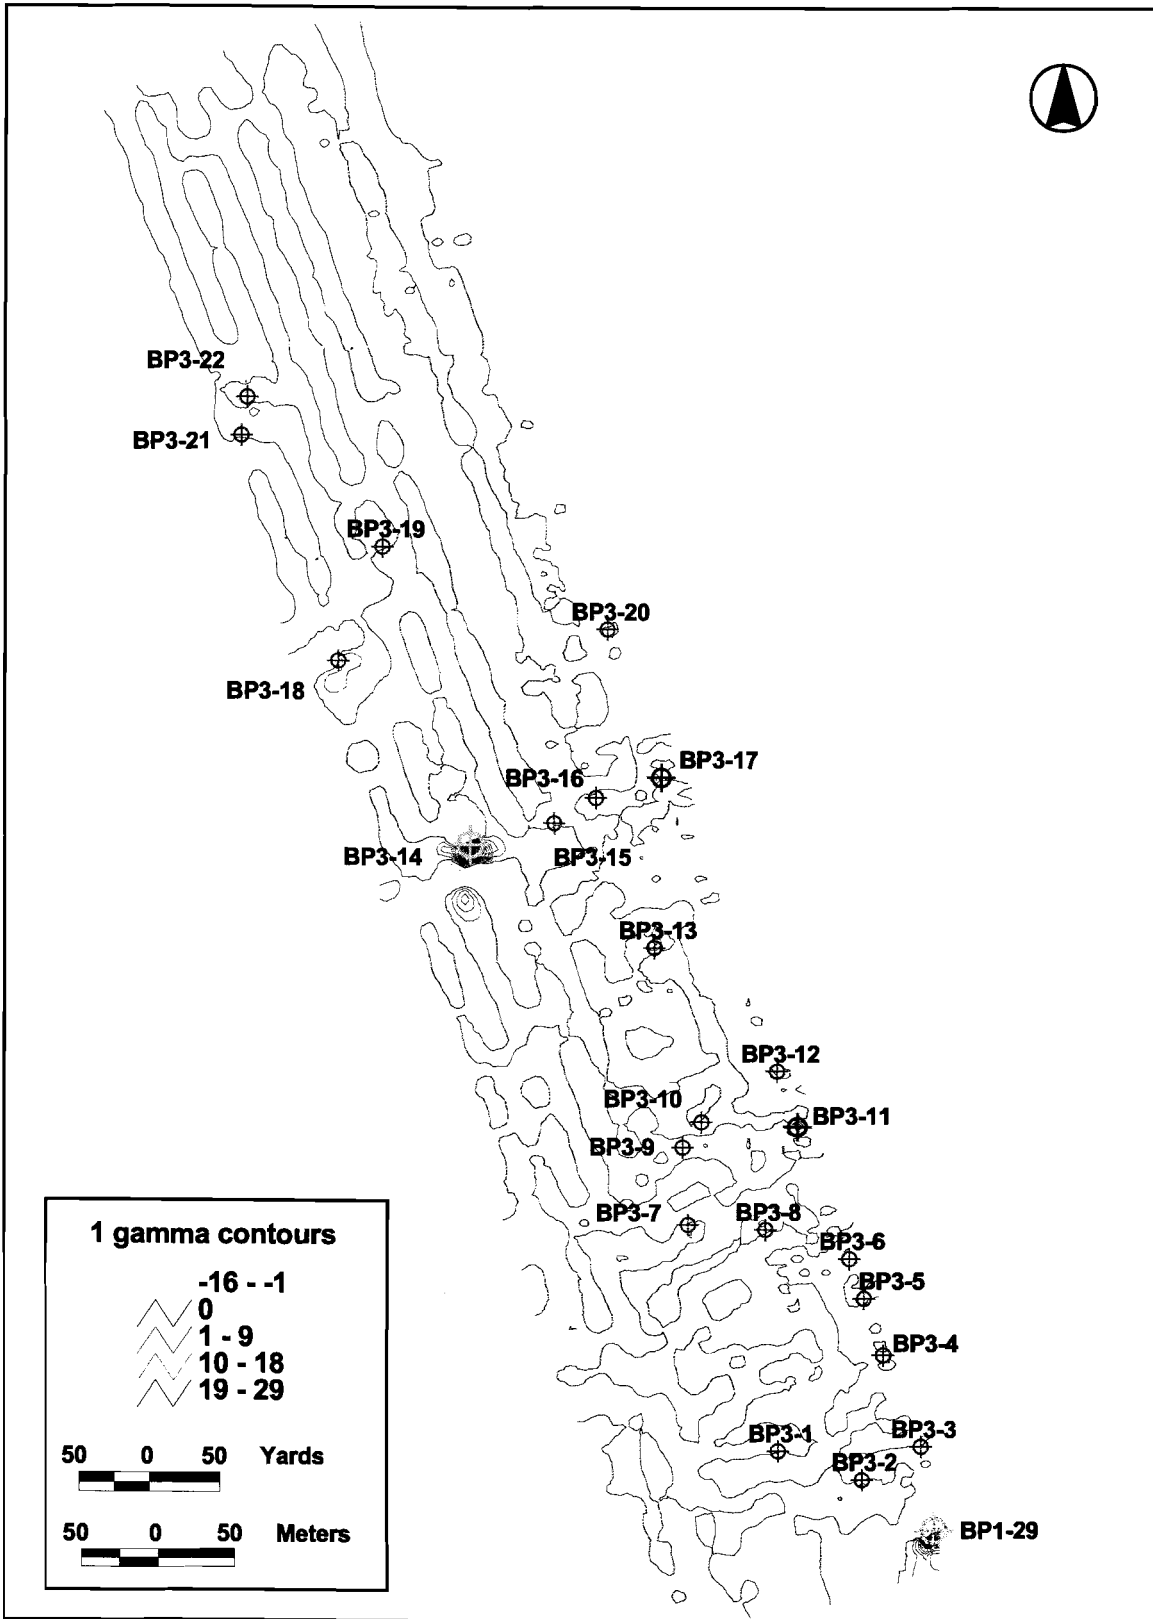 BP3-22
BP3-21
BP3-19
BP3-20
BP3-18
BP3-17
BP3-16
BP3-14
BP3-15
BP3-13
BP3-12
BP3-10
BP3-11
BP3-9
BP3-7
BP3-8
BP3-6
BP3-5
BP3-4
BP3-3
BP3-1
BP3-2
BP1-29
1 gamma contours
-16 - -1
0
1 - 9
10 - 18
19 - 29
50 0 50 Yards
50 0 50 Meters